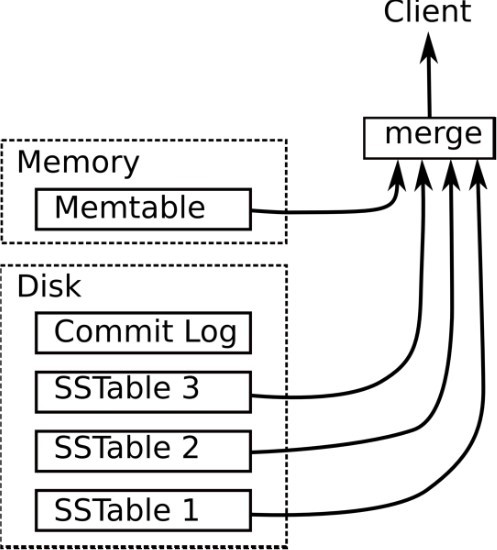 Client
merge
Memory
Memtable
Disk
Commit Log
SSTable 3
SSTable 2
SSTable 1